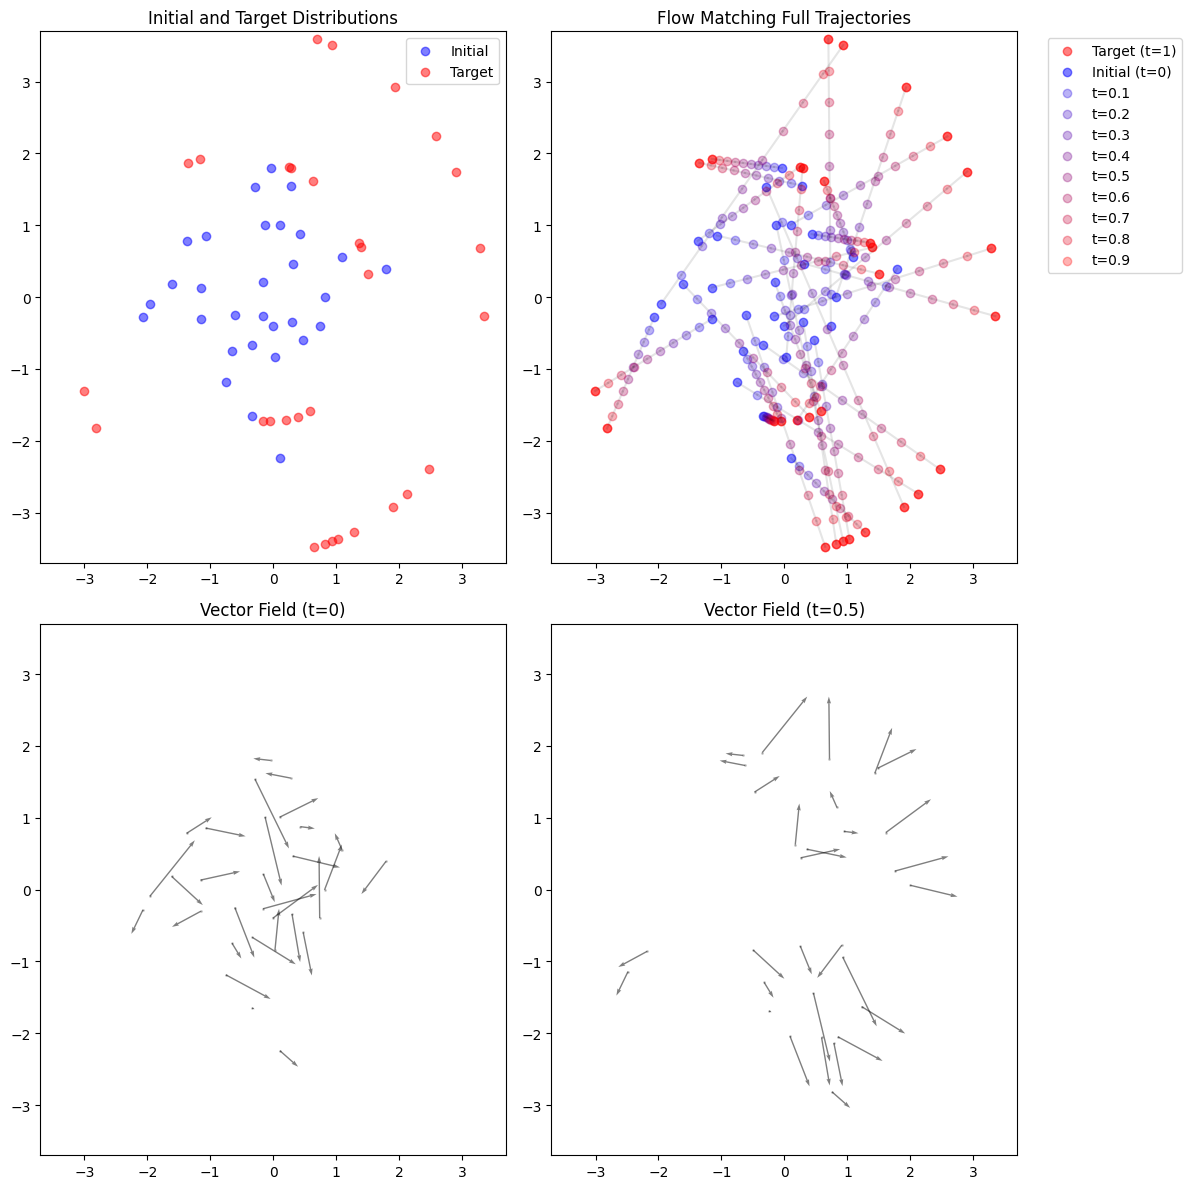 Initial and Target Distributions
Initial
Target
3
2
1
0
−1
−2
−3
−3 −2 −1 0 1 2 3
Flow Matching Full Trajectories
3
2
1
0
−1
−2
−3
−3 −2 −1 0 1 2 3
Target (t=1)
Initial (t=0)
t=0.1
t=0.2
t=0.3
t=0.4
t=0.5
t=0.6
t=0.7
t=0.8
t=0.9
Vector Field (t=0)
3
2
1
0
−1
−2
−3
−3 −2 −1 0 1 2 3
Vector Field (t=0.5)
3
2
1
0
−1
−2
−3
−3 −2 −1 0 1 2 3